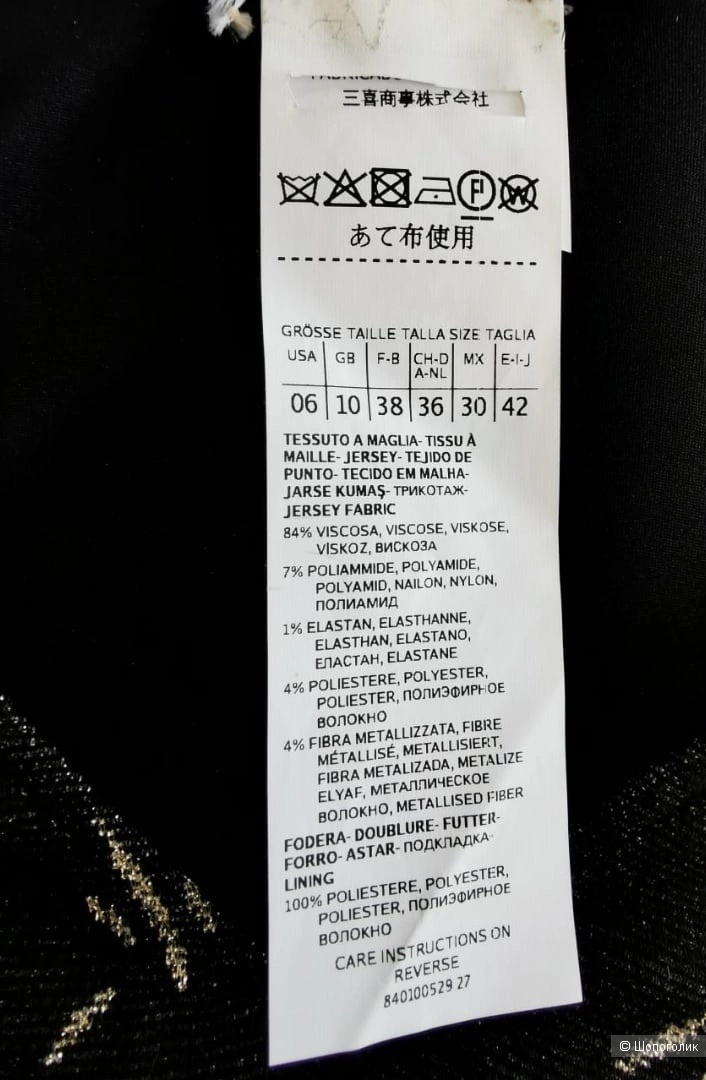 三喜商事株式会社
あて布使用
GRÖSSE TAILLE TALLA SIZE TAGLIA
USA GB F-B CH-D A-NL MX E-I-J
06 10 38 36 30 42
TESSUTO A MAGLIA- TISSU À
MAILLE- JERSEY- TEJIDO DE
PUNTO- TECIDO EM MALHA-
JARSE KUMAŞ- ТРИКОТАЖ-
JERSEY FABRIC
84% VISCOSA, VISCOSE, VISKOSE,
VİSKOZ, ВИСКОЗА
7% POLIAMMIDE, POLYAMIDE,
POLYAMID, NAILON, NYLON,
ПОЛИАМИД
1% ELASTAN, ELASTHANNE,
ELASTHAN, ELASTANO,
ЕЛАСТАН, ELASTANE
4% POLIESTERE, POLYESTER,
POLIESTER, ПОЛИЭФИРНОЕ
ВОЛОКНО
4% FIBRA METALLIZZATA, FIBRE
MÉTALLISÉ, METALLISIERT,
FIBRA METALIZADA, METALIZE
ELYAF, МЕТАЛЛИЧЕСКОЕ
ВОЛОКНО, METALLISED FIBER
FODERA- DOUBLURE- FUTTER-
FORRO- ASTAR- ПОДКЛАДКА-
LINING
100% POLIESTERE, POLYESTER,
POLIESTER, ПОЛИЭФИРНОЕ
ВОЛОКНО
CARE INSTRUCTIONS ON
REVERSE
840100529 27
© Шопоголик